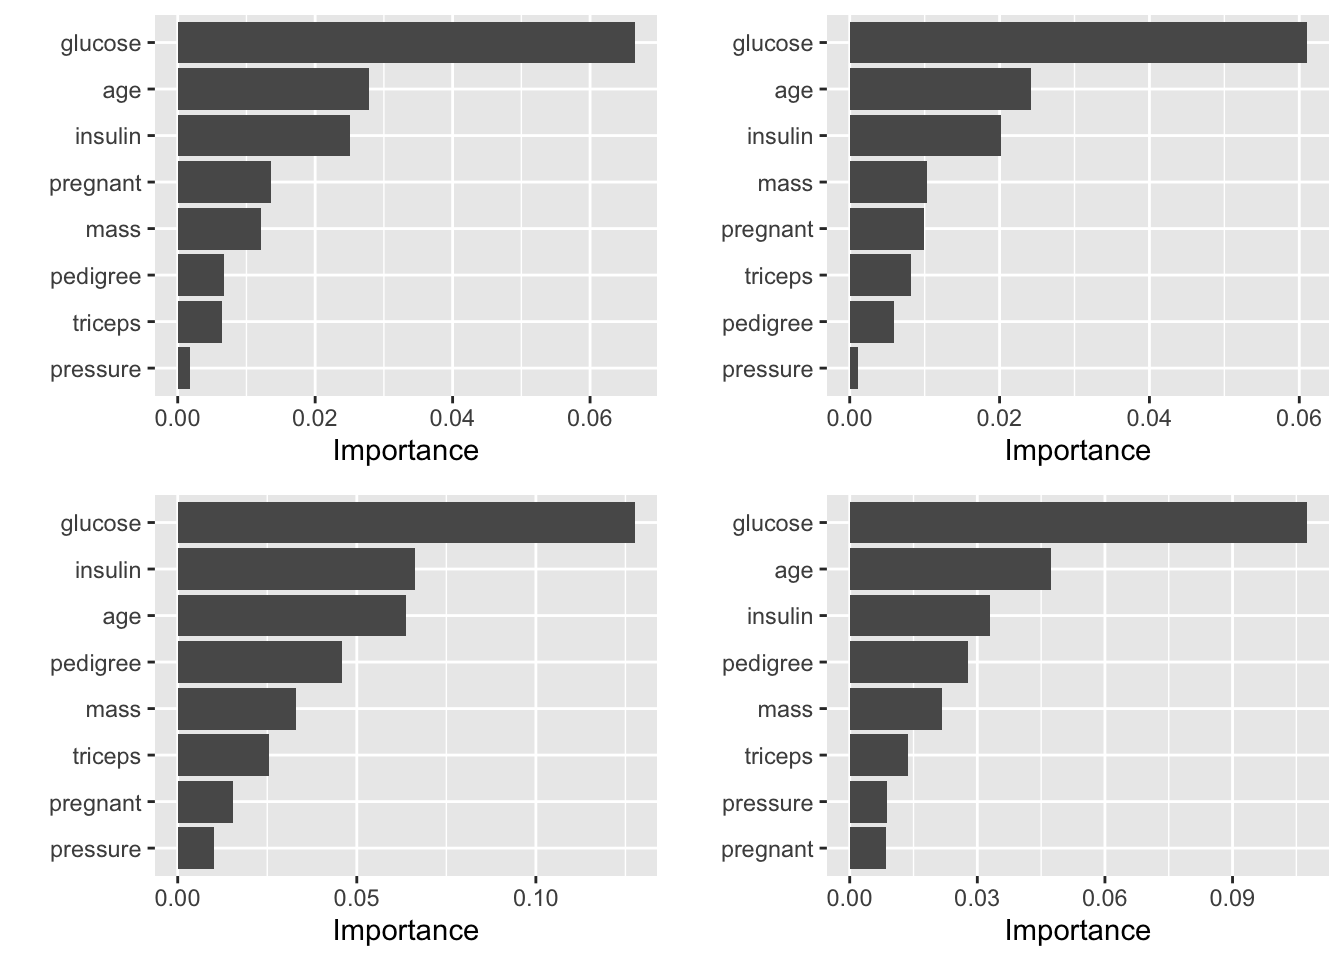 glucose
age
insulin
pregnant
mass
pedigree
triceps
pressure
0.00 0.02 0.04 0.06
Importance
glucose
age
insulin
mass
pregnant
triceps
pedigree
pressure
0.00 0.02 0.04 0.06
Importance
glucose
insulin
age
pedigree
mass
triceps
pregnant
pressure
0.00 0.05 0.10
Importance
glucose
age
insulin
pedigree
mass
triceps
pressure
pregnant
0.00 0.03 0.06 0.09
Importance